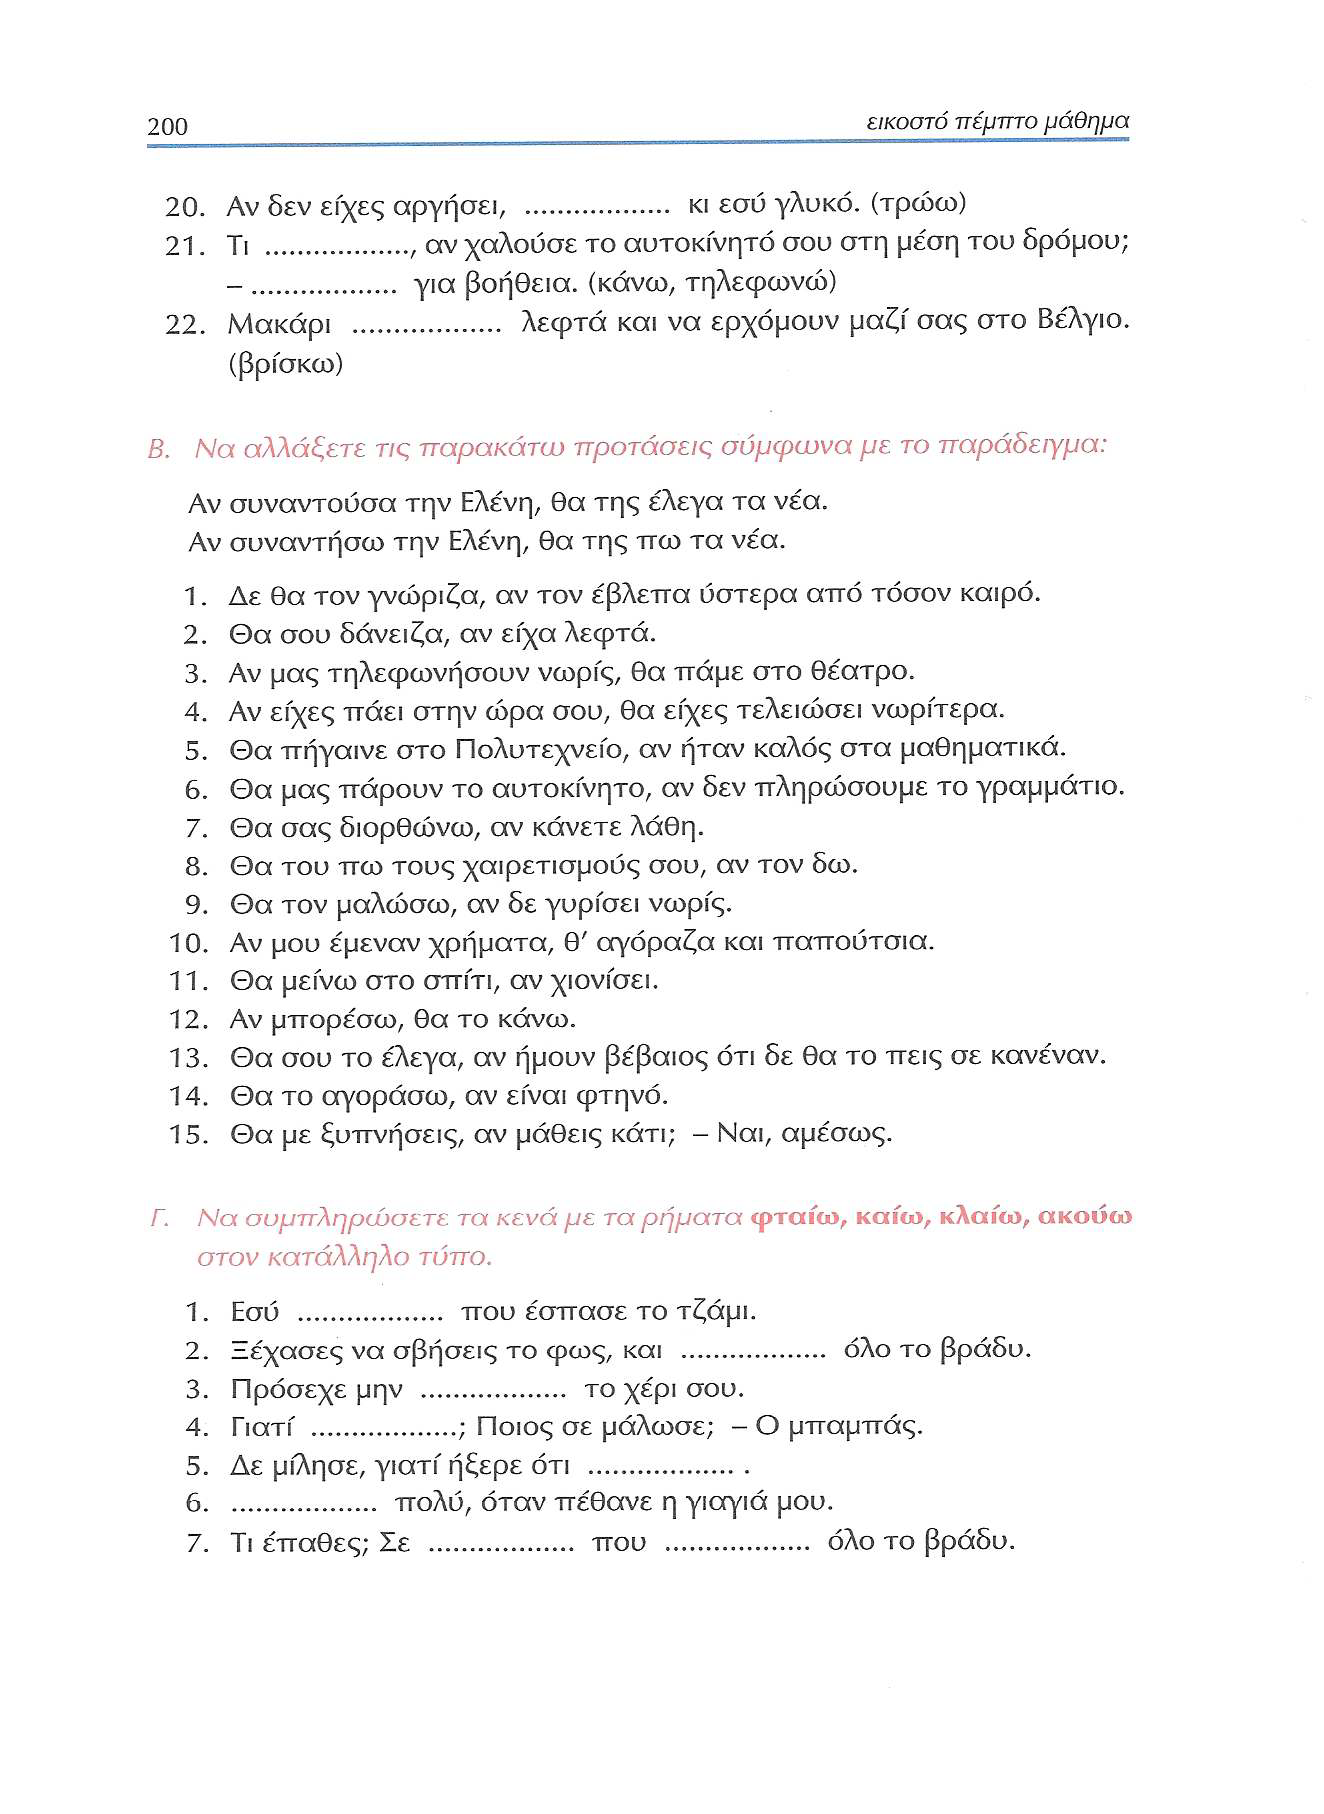 200 εικοστό πέμπτο μάθημα
20. Αν δεν είχες αργήσει, .................. κι εσύ γλυκό. (τρώω)
21. Τι .................., αν χαλούσε το αυτοκίνητό σου στη μέση του δρόμου;
– .................. για βοήθεια. (κάνω, τηλεφωνώ)
22. Μακάρι .................. λεφτά και να ερχόμουν μαζί σας στο Βέλγιο.
(βρίσκω)
Β. Να αλλάξετε τις παρακάτω προτάσεις σύμφωνα με το παράδειγμα:
Αν συναντούσα την Ελένη, θα της έλεγα τα νέα.
Αν συναντήσω την Ελένη, θα της πω τα νέα.
1. Δε θα τον γνώριζα, αν τον έβλεπα ύστερα από τόσον καιρό.
2. Θα σου δάνειζα, αν είχα λεφτά.
3. Αν μας τηλεφωνήσουν νωρίς, θα πάμε στο θέατρο.
4. Αν είχες πάει στην ώρα σου, θα είχες τελειώσει νωρίτερα.
5. Θα πήγαινε στο Πολυτεχνείο, αν ήταν καλός στα μαθηματικά.
6. Θα μας πάρουν το αυτοκίνητο, αν δεν πληρώσουμε το γραμμάτιο.
7. Θα σας διορθώνω, αν κάνετε λάθη.
8. Θα του πω τους χαιρετισμούς σου, αν τον δω.
9. Θα τον μαλώσω, αν δε γυρίσει νωρίς.
10. Αν μου έμεναν χρήματα, θ' αγόραζα και παπούτσια.
11. Θα μείνω στο σπίτι, αν χιονίσει.
12. Αν μπορέσω, θα το κάνω.
13. Θα σου το έλεγα, αν ήμουν βέβαιος ότι δε θα το πεις σε κανέναν.
14. Θα το αγοράσω, αν είναι φτηνό.
15. Θα με ξυπνήσεις, αν μάθεις κάτι; – Ναι, αμέσως.
Γ. Να συμπληρώσετε τα κενά με τα ρήματα φταίω, καίω, κλαίω, ακούω
στον κατάλληλο τύπο.
1. Εσύ .................. που έσπασε το τζάμι.
2. Ξέχασες να σβήσεις το φως, και .................. όλο το βράδυ.
3. Πρόσεχε μην .................. το χέρι σου.
4. Γιατί ..................; Ποιος σε μάλωσε; – Ο μπαμπάς.
5. Δε μίλησε, γιατί ήξερε ότι .................. .
6. .................. πολύ, όταν πέθανε η γιαγιά μου.
7. Τι έπαθες; Σε .................. που .................. όλο το βράδυ.